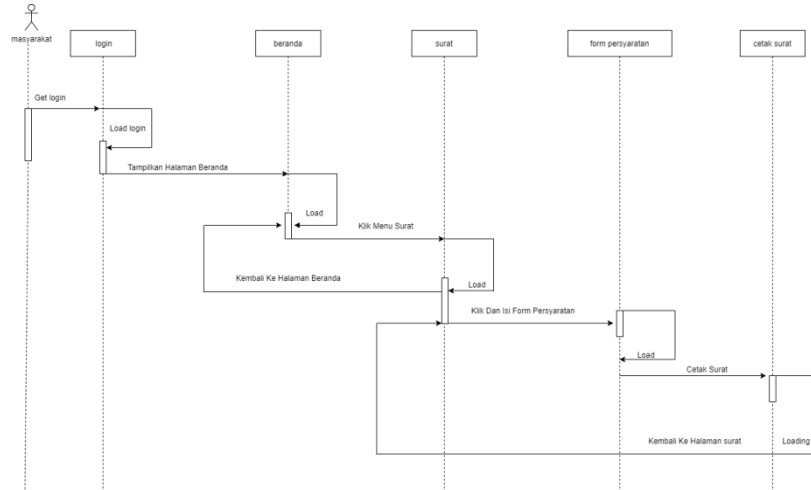 masyarakat
login
beranda
surat
form persyaratan
cetak surat
Get login
Load login
Tampilkan Halaman Beranda
Load
Klik Menu Surat
Kembali Ke Halaman Beranda
Load
Klik Dan Isi Form Persyaratan
Load
Cetak Surat
Kembali Ke Halaman surat
Loading